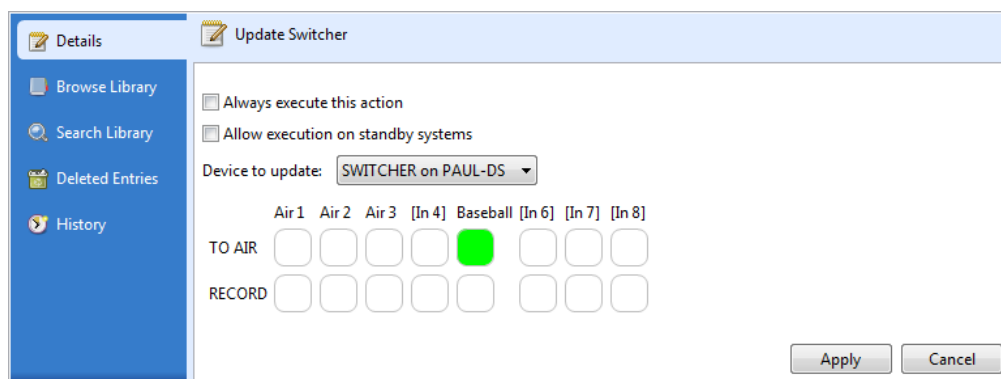 Details
Browse Library
Search Library
Deleted Entries
History
Update Switcher
Always execute this action
Allow execution on standby systems
Device to update: SWITCHER on PAUL-DS
Air 1 Air 2 Air 3 [In 4] Baseball [In 6] [In 7] [In 8]
TO AIR
RECORD
Apply Cancel